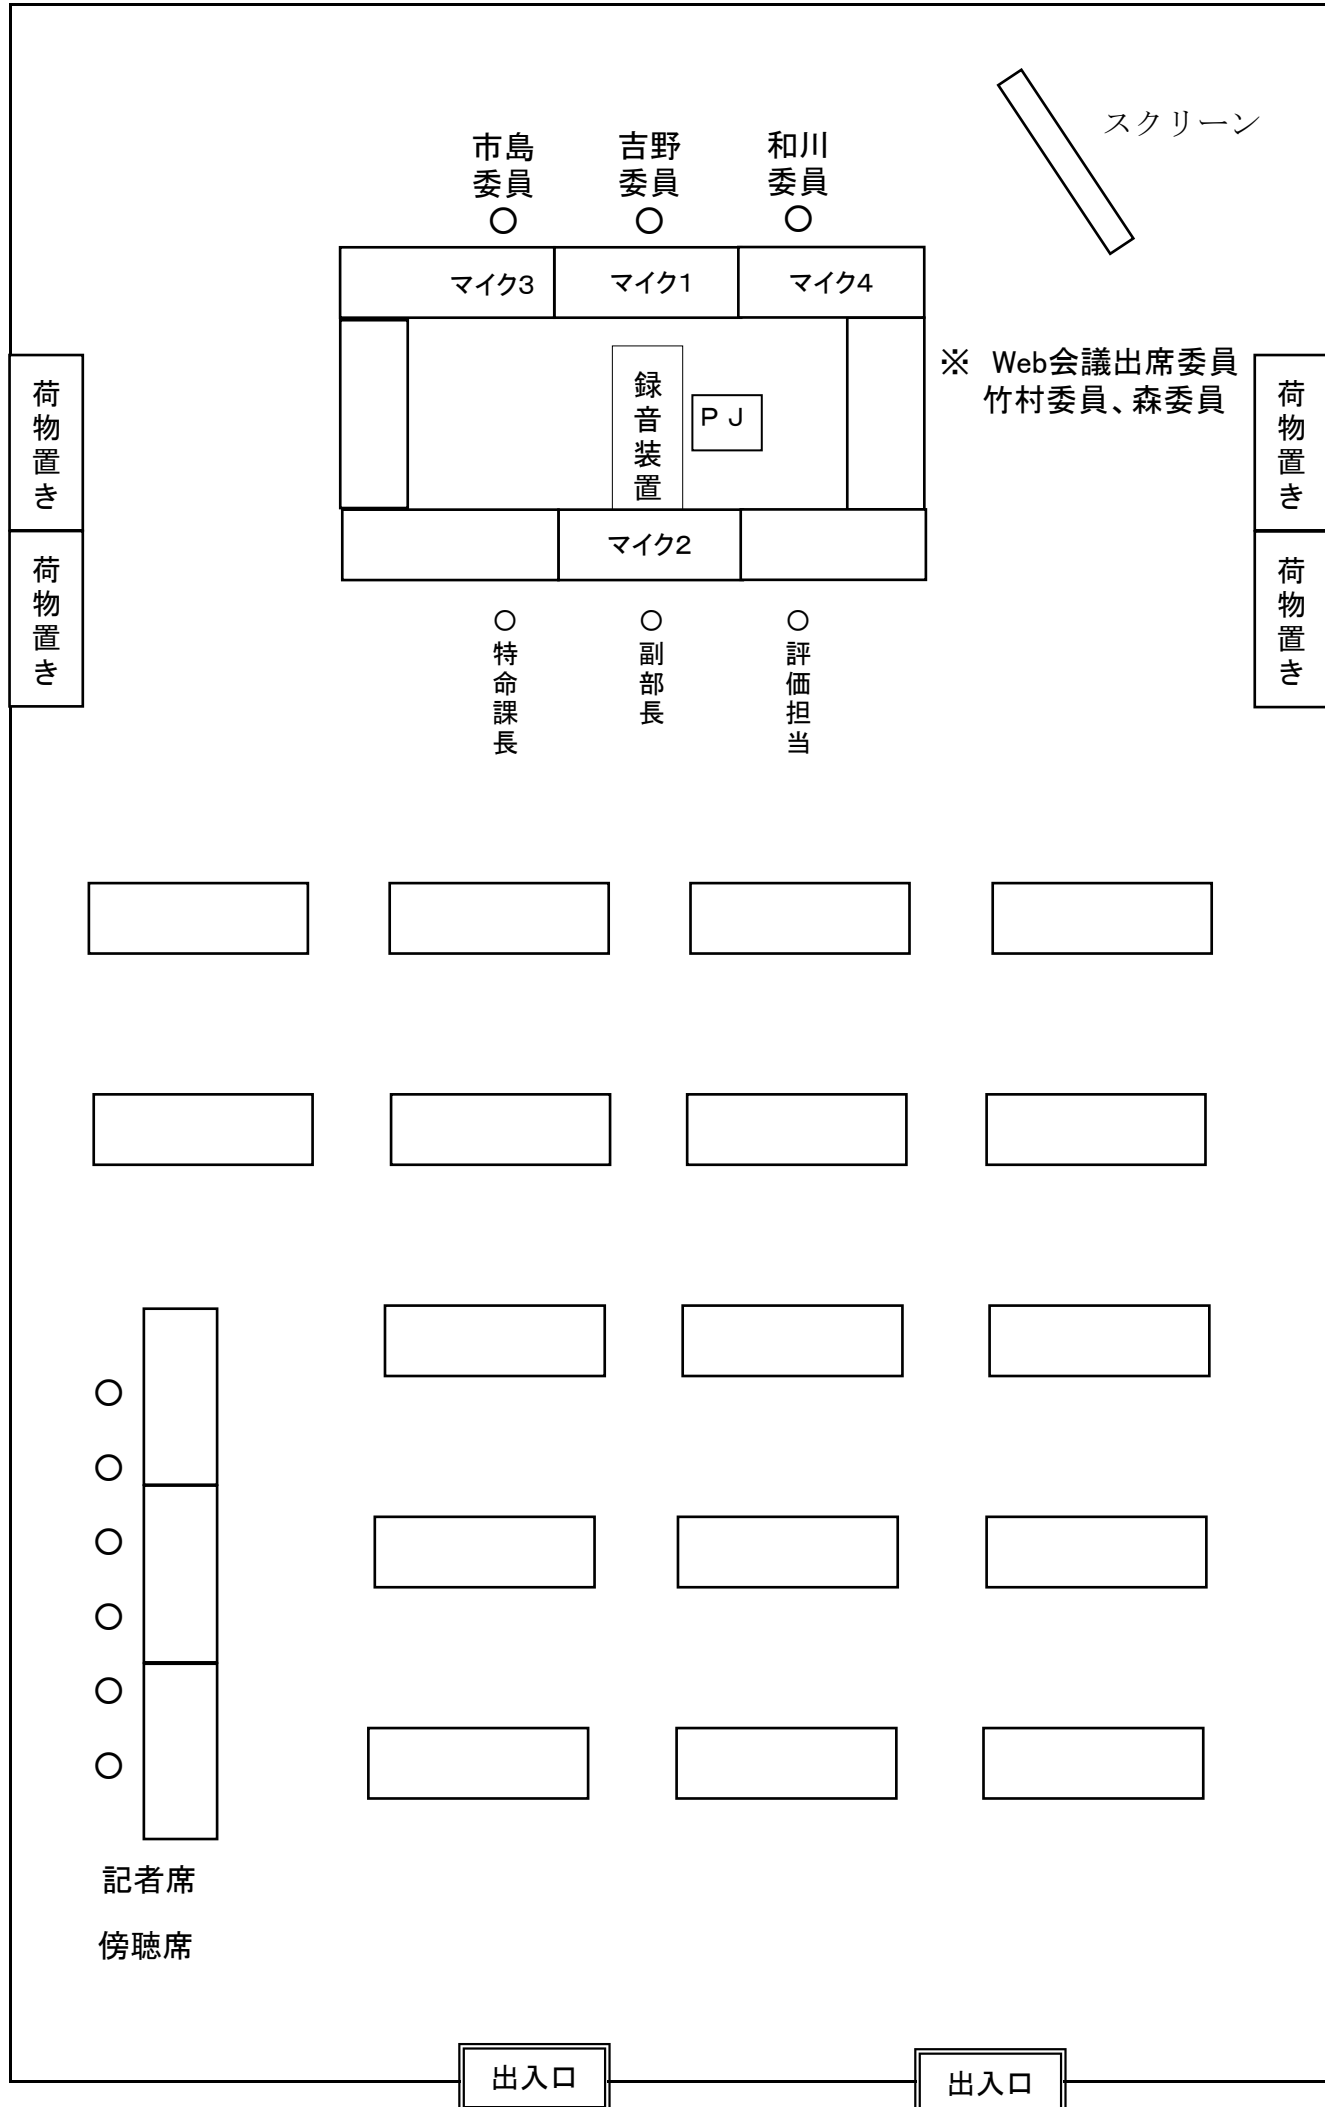 スクリーン
市島
委員
○
吉野
委員
○
和川
委員
○
マイク3
マイク1
マイク4
※ Web会議出席委員
竹村委員、森委員
荷物置き
荷物置き
録音装置
ＰＪ
荷物置き
荷物置き
マイク2
○特命課長
○副部長
○評価担当
○
○
○
○
○
○
記者席
傍聴席
出入口
出入口